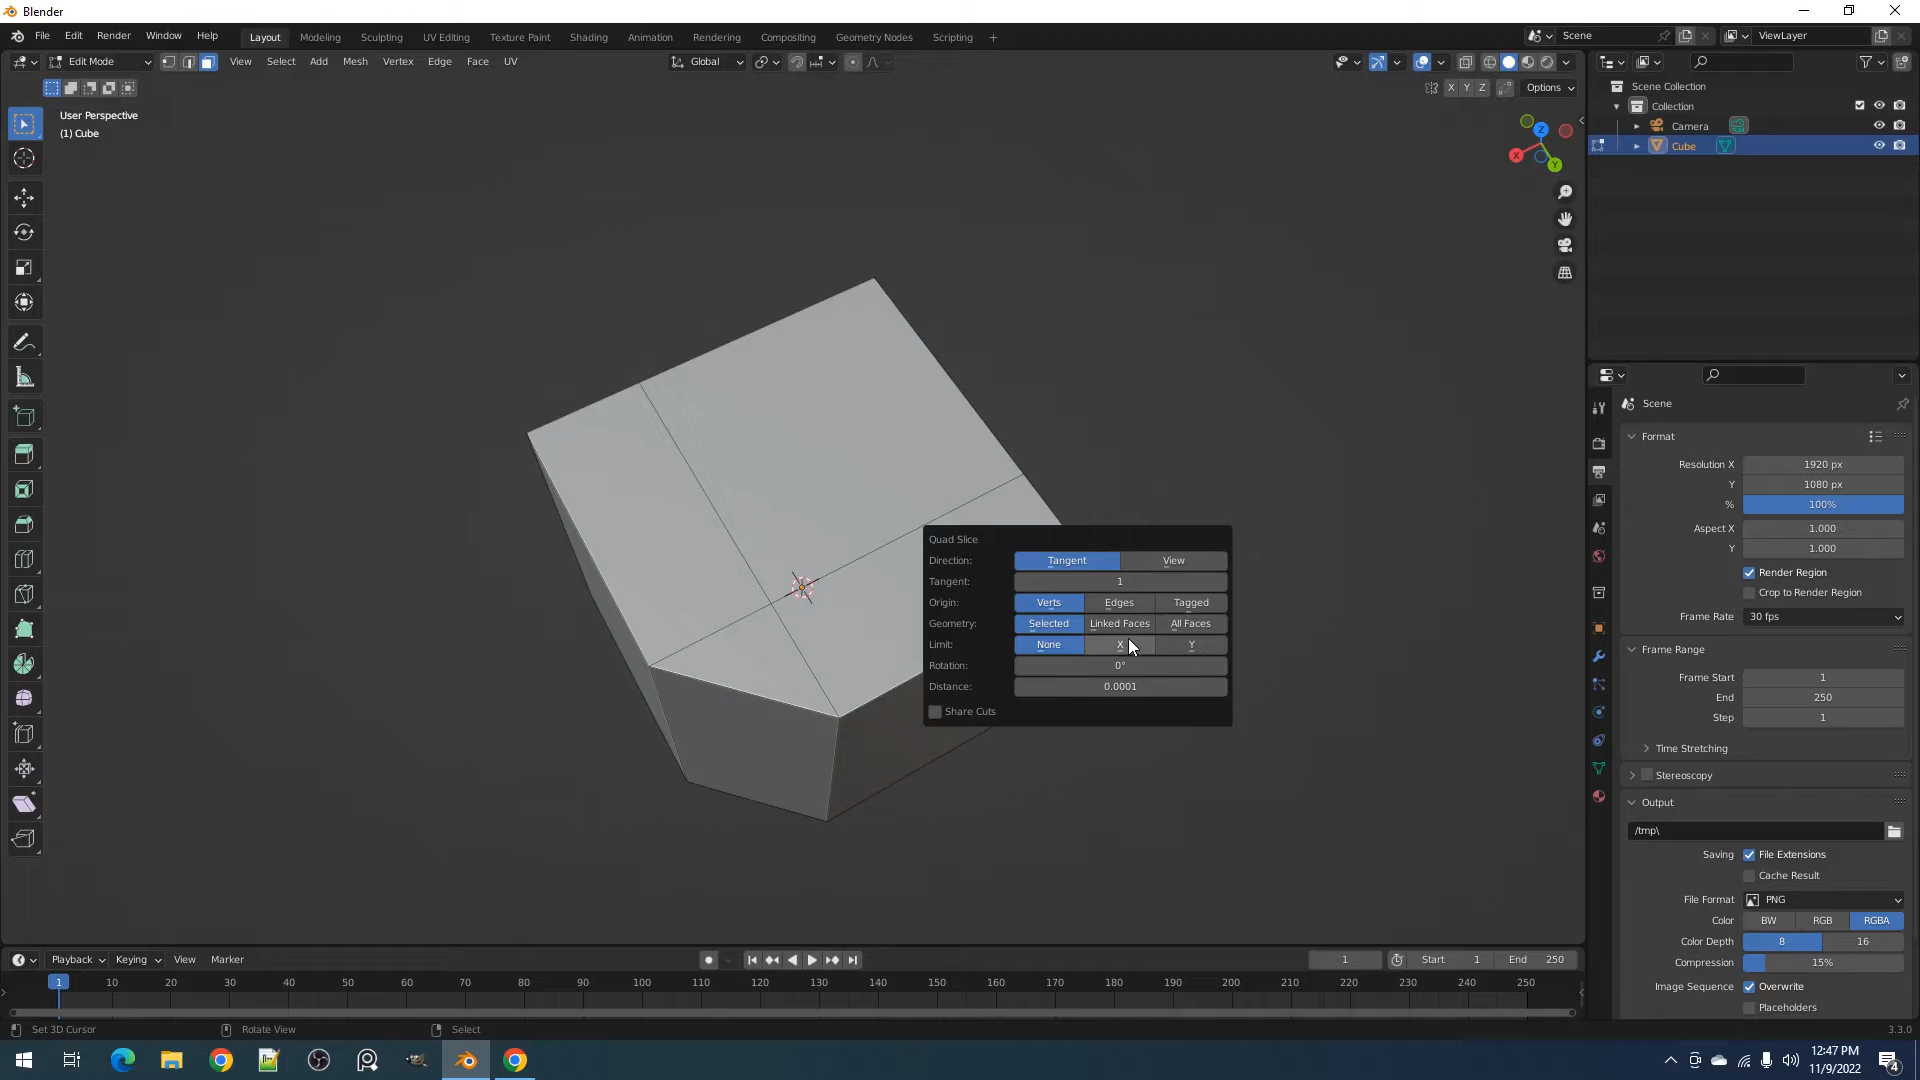 Blender
File Edit Render Window Help Layout Modeling Sculpting UV Editing Texture Paint Shading Animation Rendering Compositing Geometry Nodes Scripting + Scene ViewLayer
Edit Mode View Select Add Mesh Vertex Edge Face UV Global
X Y Z Options
User Perspective
(1) Cube
Z
X
Y
Scene Collection
Collection
Camera
Cube
Quad Slice
Direction: Tangent View
Tangent: 1
Origin: Verts Edges Tagged
Geometry: Selected Linked Faces All Faces
Limit: None X Y
Rotation: 0°
Distance: 0.0001
Share Cuts
Scene
Format
Resolution X 1920 px
Y 1080 px
% 100%
Aspect X 1.000
Y 1.000
Render Region
Crop to Render Region
Frame Rate 30 fps
Frame Range
Frame Start 1
End 250
Step 1
Time Stretching
Stereoscopy
Output
/tmp\
Saving File Extensions
Cache Result
File Format PNG
Color BW RGB RGBA
Color Depth 8 16
Compression 15%
Image Sequence Overwrite
Placeholders
Playback Keying View Marker 1 Start 1 End 250
1 10 20 30 40 50 60 70 80 90 100 110 120 130 140 150 160 170 180 190 200 210 220 230 240 250
Set 3D Cursor Rotate View Select 3.3.0
12:47 PM
11/9/2022
4